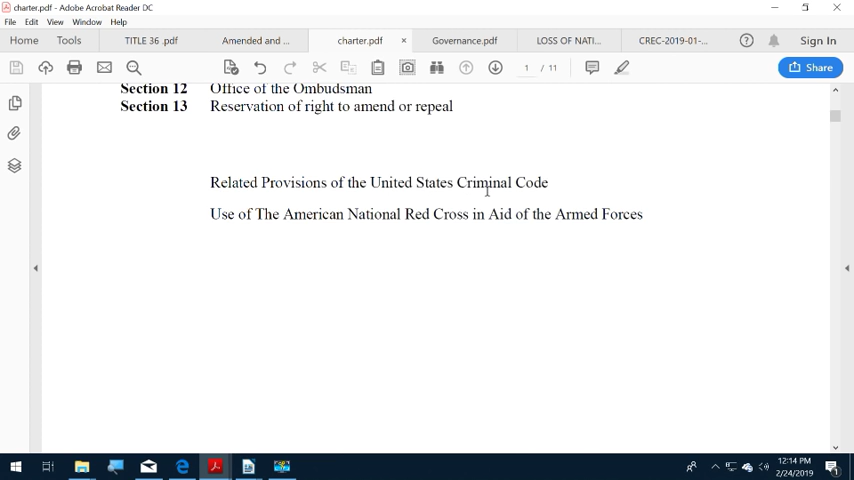 charter.pdf - Adobe Acrobat Reader DC
File Edit View Window Help
Home Tools TITLE 36 .pdf Amended and ... charter.pdf × Governance.pdf LOSS OF NATI... CREC-2019-01-... Sign In
1 / 11 Share
Section 12 Office of the Ombudsman
Section 13 Reservation of right to amend or repeal
Related Provisions of the United States Criminal Code
Use of The American National Red Cross in Aid of the Armed Forces
12:14 PM
2/24/2019